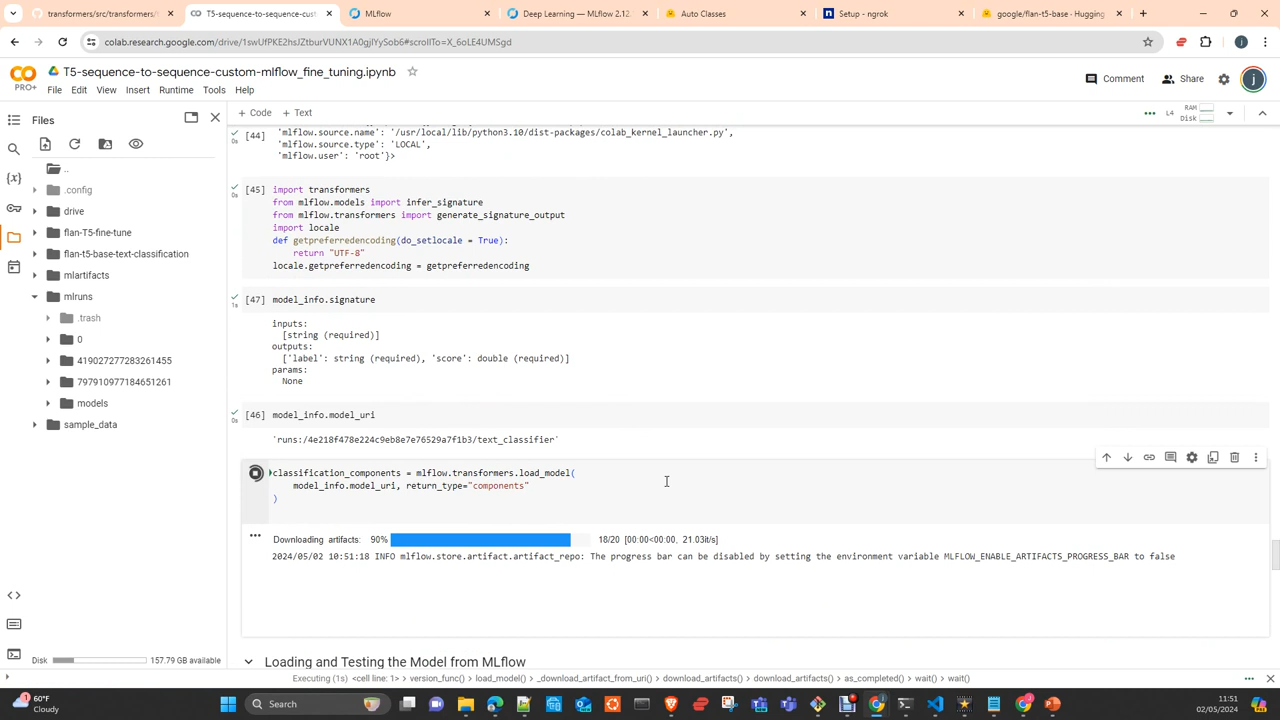 transformers/src/transformers/
T5-sequence-to-sequence-cust
MLflow
Deep Learning — MLflow 2.12.
Auto Classes
Setup - ngrok
google/flan-t5-base - Hugging
colab.research.google.com/drive/1swUfPKE2hsJZtburVUNX1A0gjlYySob6#scrollTo=X_6oLE4UMSgd
T5-sequence-to-sequence-custom-mlflow_fine_tuning.ipynb
PRO+
File Edit View Insert Runtime Tools Help
Comment
Share
j
Files
+ Code + Text
RAM
Disk
L4
..
.config
drive
flan-T5-fine-tune
flan-t5-base-text-classification
mlartifacts
mlruns
.trash
0
419027277283261455
797910977184651261
models
sample_data
Disk 157.79 GB available
'mlflow.source.name': '/usr/local/lib/python3.10/dist-packages/colab_kernel_launcher.py',
[44] 'mlflow.source.type': 'LOCAL',
0s
'mlflow.user': 'root'}>
[45] import transformers
0s
from mlflow.models import infer_signature
from mlflow.transformers import generate_signature_output
import locale
def getpreferredencoding(do_setlocale = True):
return "UTF-8"
locale.getpreferredencoding = getpreferredencoding
[47] model_info.signature
1s
inputs:
[string (required)]
outputs:
['label': string (required), 'score': double (required)]
params:
None
[46] model_info.model_uri
0s
'runs:/4e218f478e224c9eb8e7e76529a7f1b3/text_classifier'
classification_components = mlflow.transformers.load_model(
model_info.model_uri, return_type="components"
)
Downloading artifacts: 90% 18/20 [00:00<00:00, 21.03it/s]
2024/05/02 10:51:18 INFO mlflow.store.artifact.artifact_repo: The progress bar can be disabled by setting the environment variable MLFLOW_ENABLE_ARTIFACTS_PROGRESS_BAR to false
Loading and Testing the Model from MLflow
Executing (1s) <cell line: 1> > version_func() > load_model() > _download_artifact_from_uri() > download_artifacts() > download_artifacts() > as_completed() > wait() > wait()
60°F
Cloudy
Search
11:51
02/05/2024